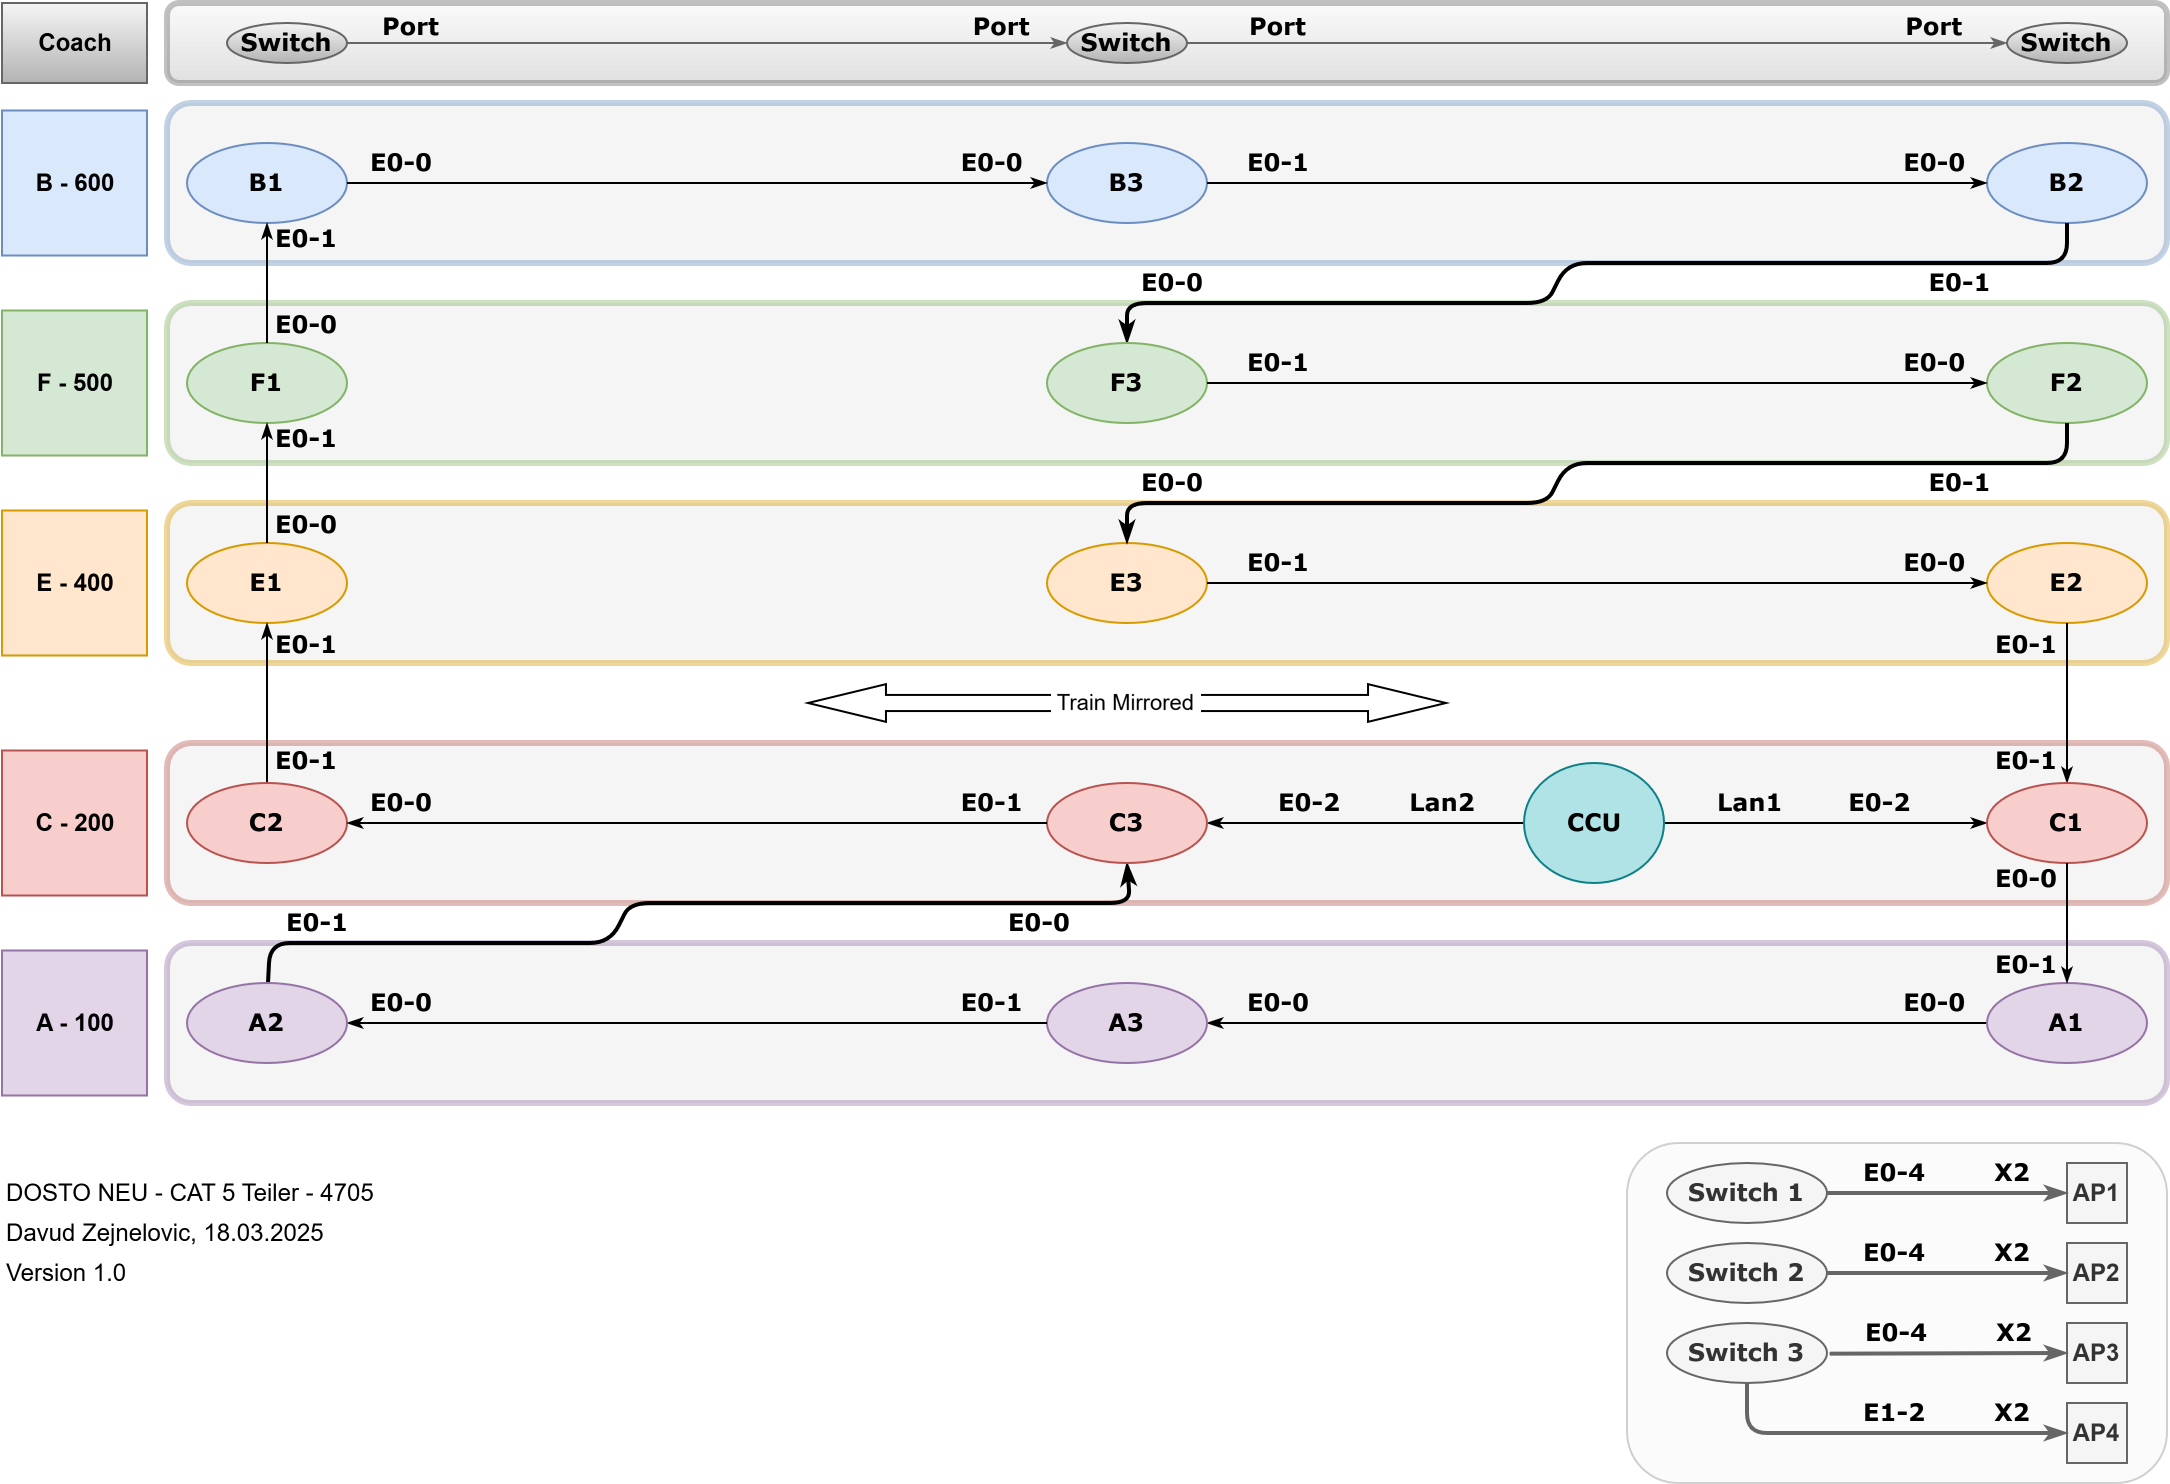 Coach
Switch Port Port Switch Port Port Switch
B - 600
B1 E0-0 E0-0 B3 E0-1 E0-0 B2
E0-1
E0-0 E0-1
E0-0
F - 500
F1 F3 E0-1 E0-0 F2
E0-1
E0-0 E0-1
E0-0
E - 400
E1 E3 E0-1 E0-0 E2
E0-1 E0-1
Train Mirrored
E0-1 E0-1
C - 200
C2 E0-0 E0-1 C3 E0-2 Lan2 CCU Lan1 E0-2 C1
E0-0
E0-1 E0-0
E0-1
A - 100
A2 E0-0 E0-1 A3 E0-0 E0-0 A1
DOSTO NEU - CAT 5 Teiler - 4705
Davud Zejnelovic, 18.03.2025
Version 1.0
Switch 1 E0-4 X2 AP1
Switch 2 E0-4 X2 AP2
Switch 3 E0-4 X2 AP3
E1-2 X2 AP4